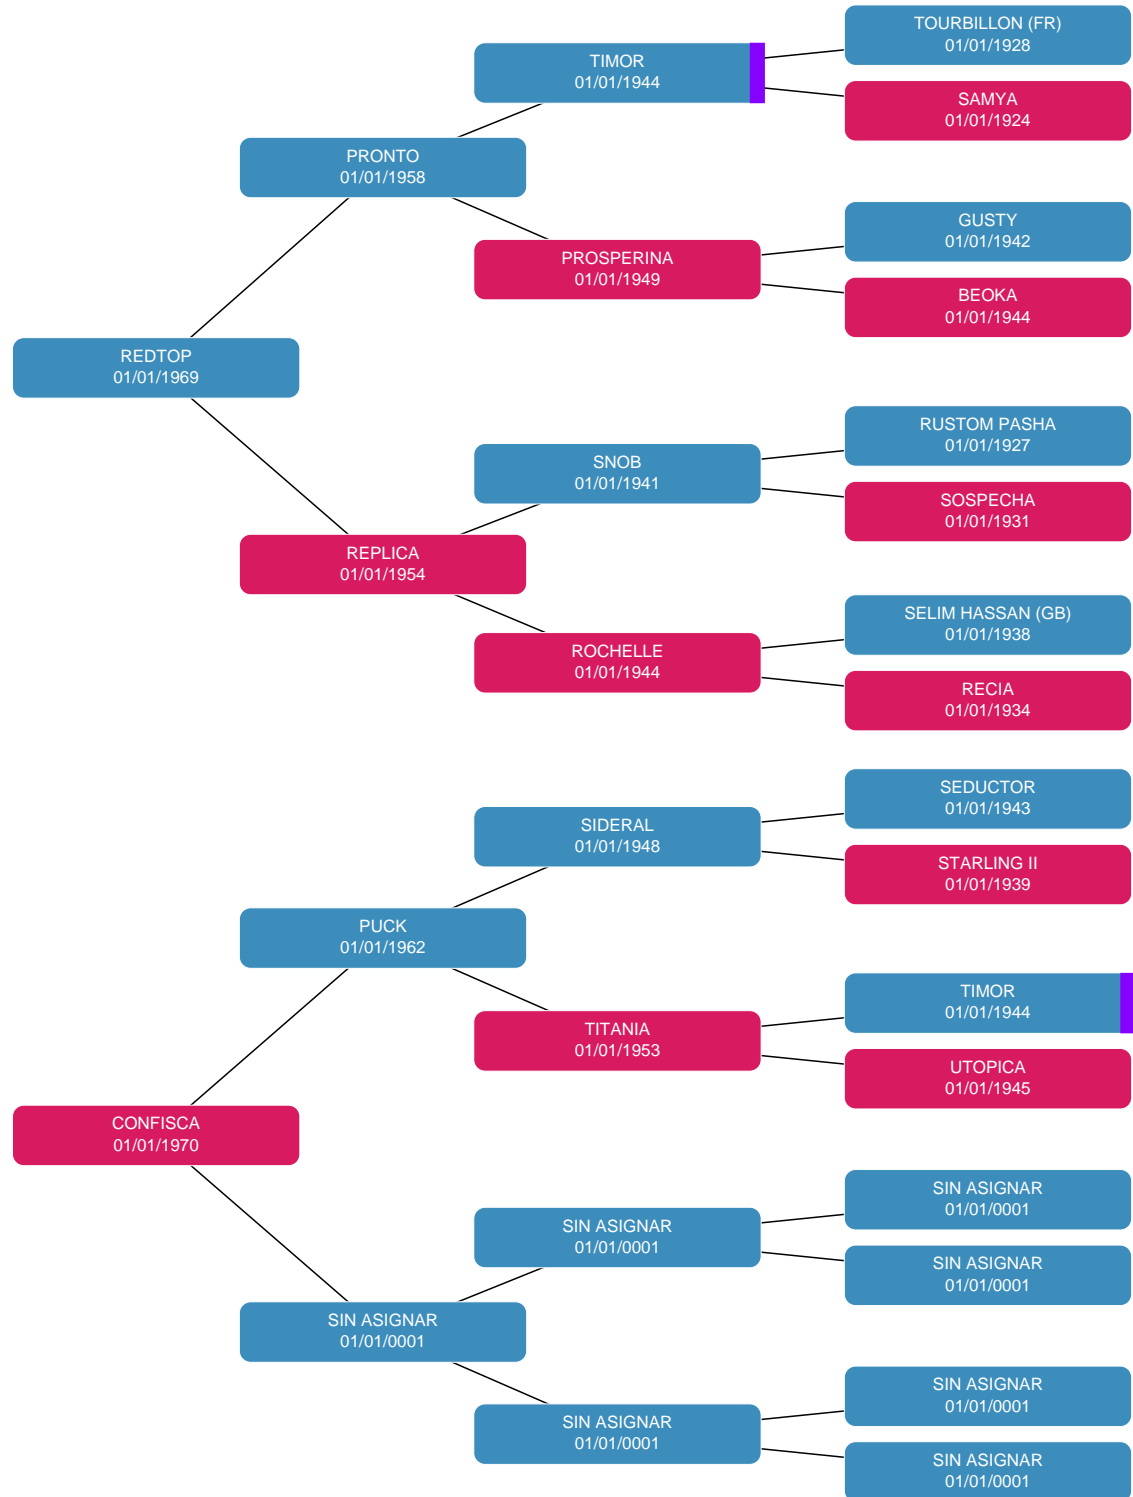 TOURBILLON (FR)
01/01/1928
TIMOR
01/01/1944
SAMYA
01/01/1924
PRONTO
01/01/1958
GUSTY
01/01/1942
PROSPERINA
01/01/1949
BEOKA
01/01/1944
REDTOP
01/01/1969
RUSTOM PASHA
01/01/1927
SNOB
01/01/1941
SOSPECHA
01/01/1931
REPLICA
01/01/1954
SELIM HASSAN (GB)
01/01/1938
ROCHELLE
01/01/1944
RECIA
01/01/1934
SEDUCTOR
01/01/1943
SIDERAL
01/01/1948
STARLING II
01/01/1939
PUCK
01/01/1962
TIMOR
01/01/1944
TITANIA
01/01/1953
UTOPICA
01/01/1945
CONFISCA
01/01/1970
SIN ASIGNAR
01/01/0001
SIN ASIGNAR
01/01/0001
SIN ASIGNAR
01/01/0001
SIN ASIGNAR
01/01/0001
SIN ASIGNAR
01/01/0001
SIN ASIGNAR
01/01/0001
SIN ASIGNAR
01/01/0001